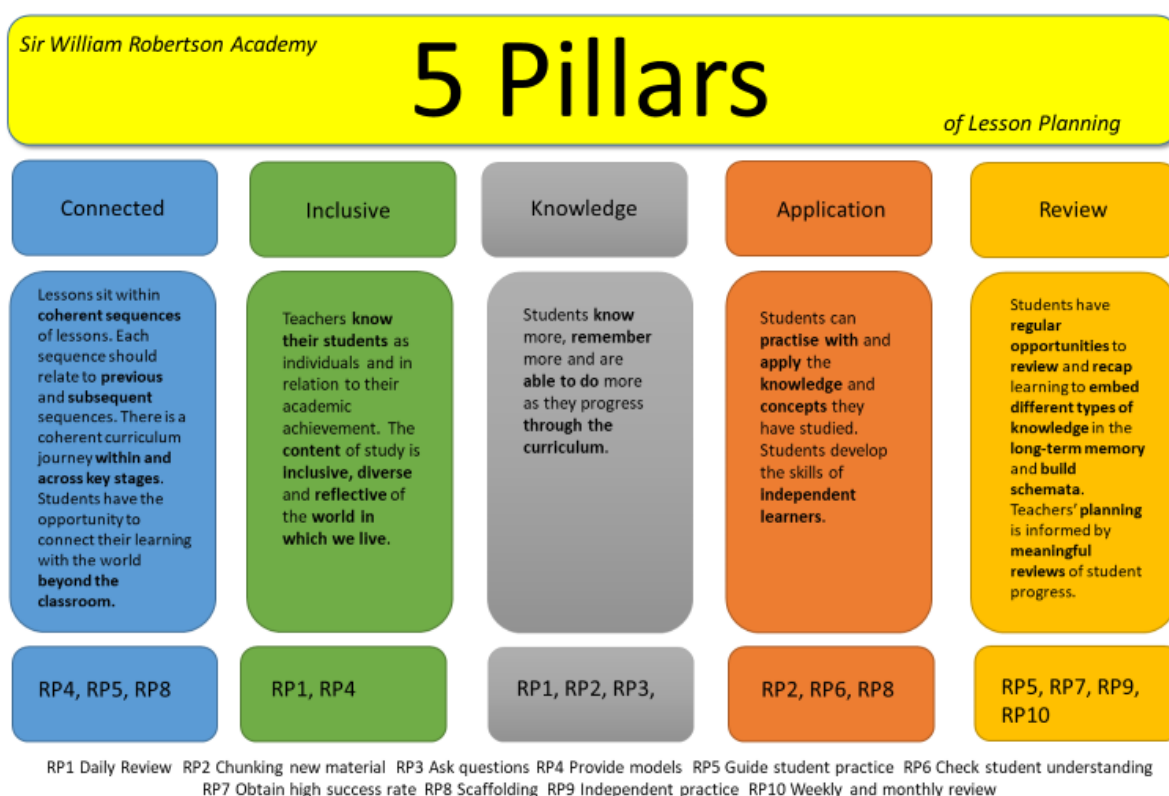 Sir William Robertson Academy
5 Pillars
of Lesson Planning
Connected
Lessons sit within
coherent sequences
of lessons. Each
sequence should
relate to previous
and subsequent
sequences. There is a
coherent curriculum
journey within and
across key stages.
Students have the
opportunity to
connect their learning
with the world
beyond the
classroom.
RP4, RP5, RP8
Inclusive
Teachers know
their students as
individuals and in
relation to their
academic
achievement. The
content of study is
inclusive, diverse
and reflective of
the world in
which we live.
RP1, RP4
Knowledge
Students know
more, remember
more and are
able to do more
as they progress
through the
curriculum.
RP1, RP2, RP3,
Application
Students can
practise with and
apply the
knowledge and
concepts they
have studied.
Students develop
the skills of
independent
learners.
RP2, RP6, RP8
Review
Students have
regular
opportunities to
review and recap
learning to embed
different types of
knowledge in the
long-term memory
and build
schemata.
Teachers' planning
is informed by
meaningful
reviews of student
progress.
RP5, RP7, RP9,
RP10
RP1 Daily Review RP2 Chunking new material RP3 Ask questions RP4 Provide models RP5 Guide student practice RP6 Check student understanding
RP7 Obtain high success rate RP8 Scaffolding RP9 Independent practice RP10 Weekly and monthly review